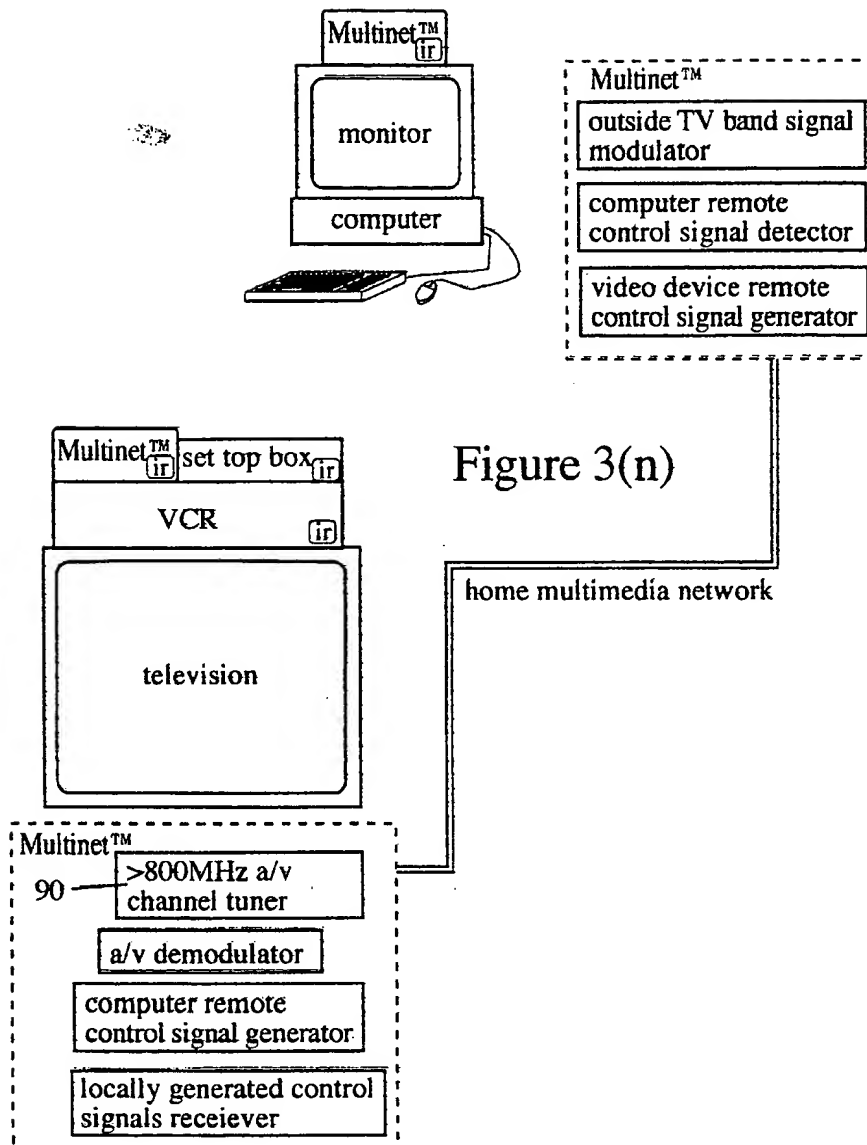 Multinet™
ir
monitor
computer
Multinet™
outside TV band signal
modulator
computer remote
control signal detector
video device remote
control signal generator
Multinet™
ir
set top box
ir
VCR
ir
Figure 3(n)
home multimedia network
television
Multinet™
90
>800MHz a/v
channel tuner
a/v demodulator
computer remote
control signal generator
locally generated control
signals receiever